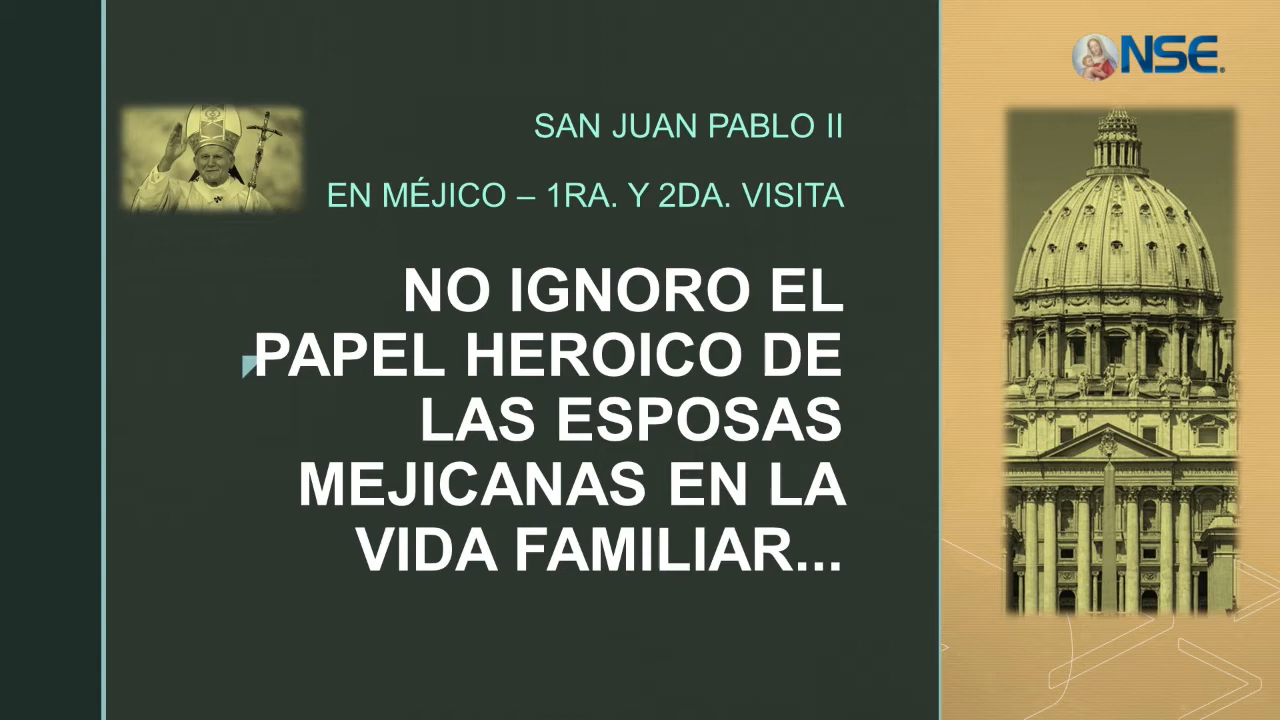 NSE
SAN JUAN PABLO II
EN MÉJICO – 1RA. Y 2DA. VISITA
NO IGNORO EL
PAPEL HEROICO DE
LAS ESPOSAS
MEJICANAS EN LA
VIDA FAMILIAR...